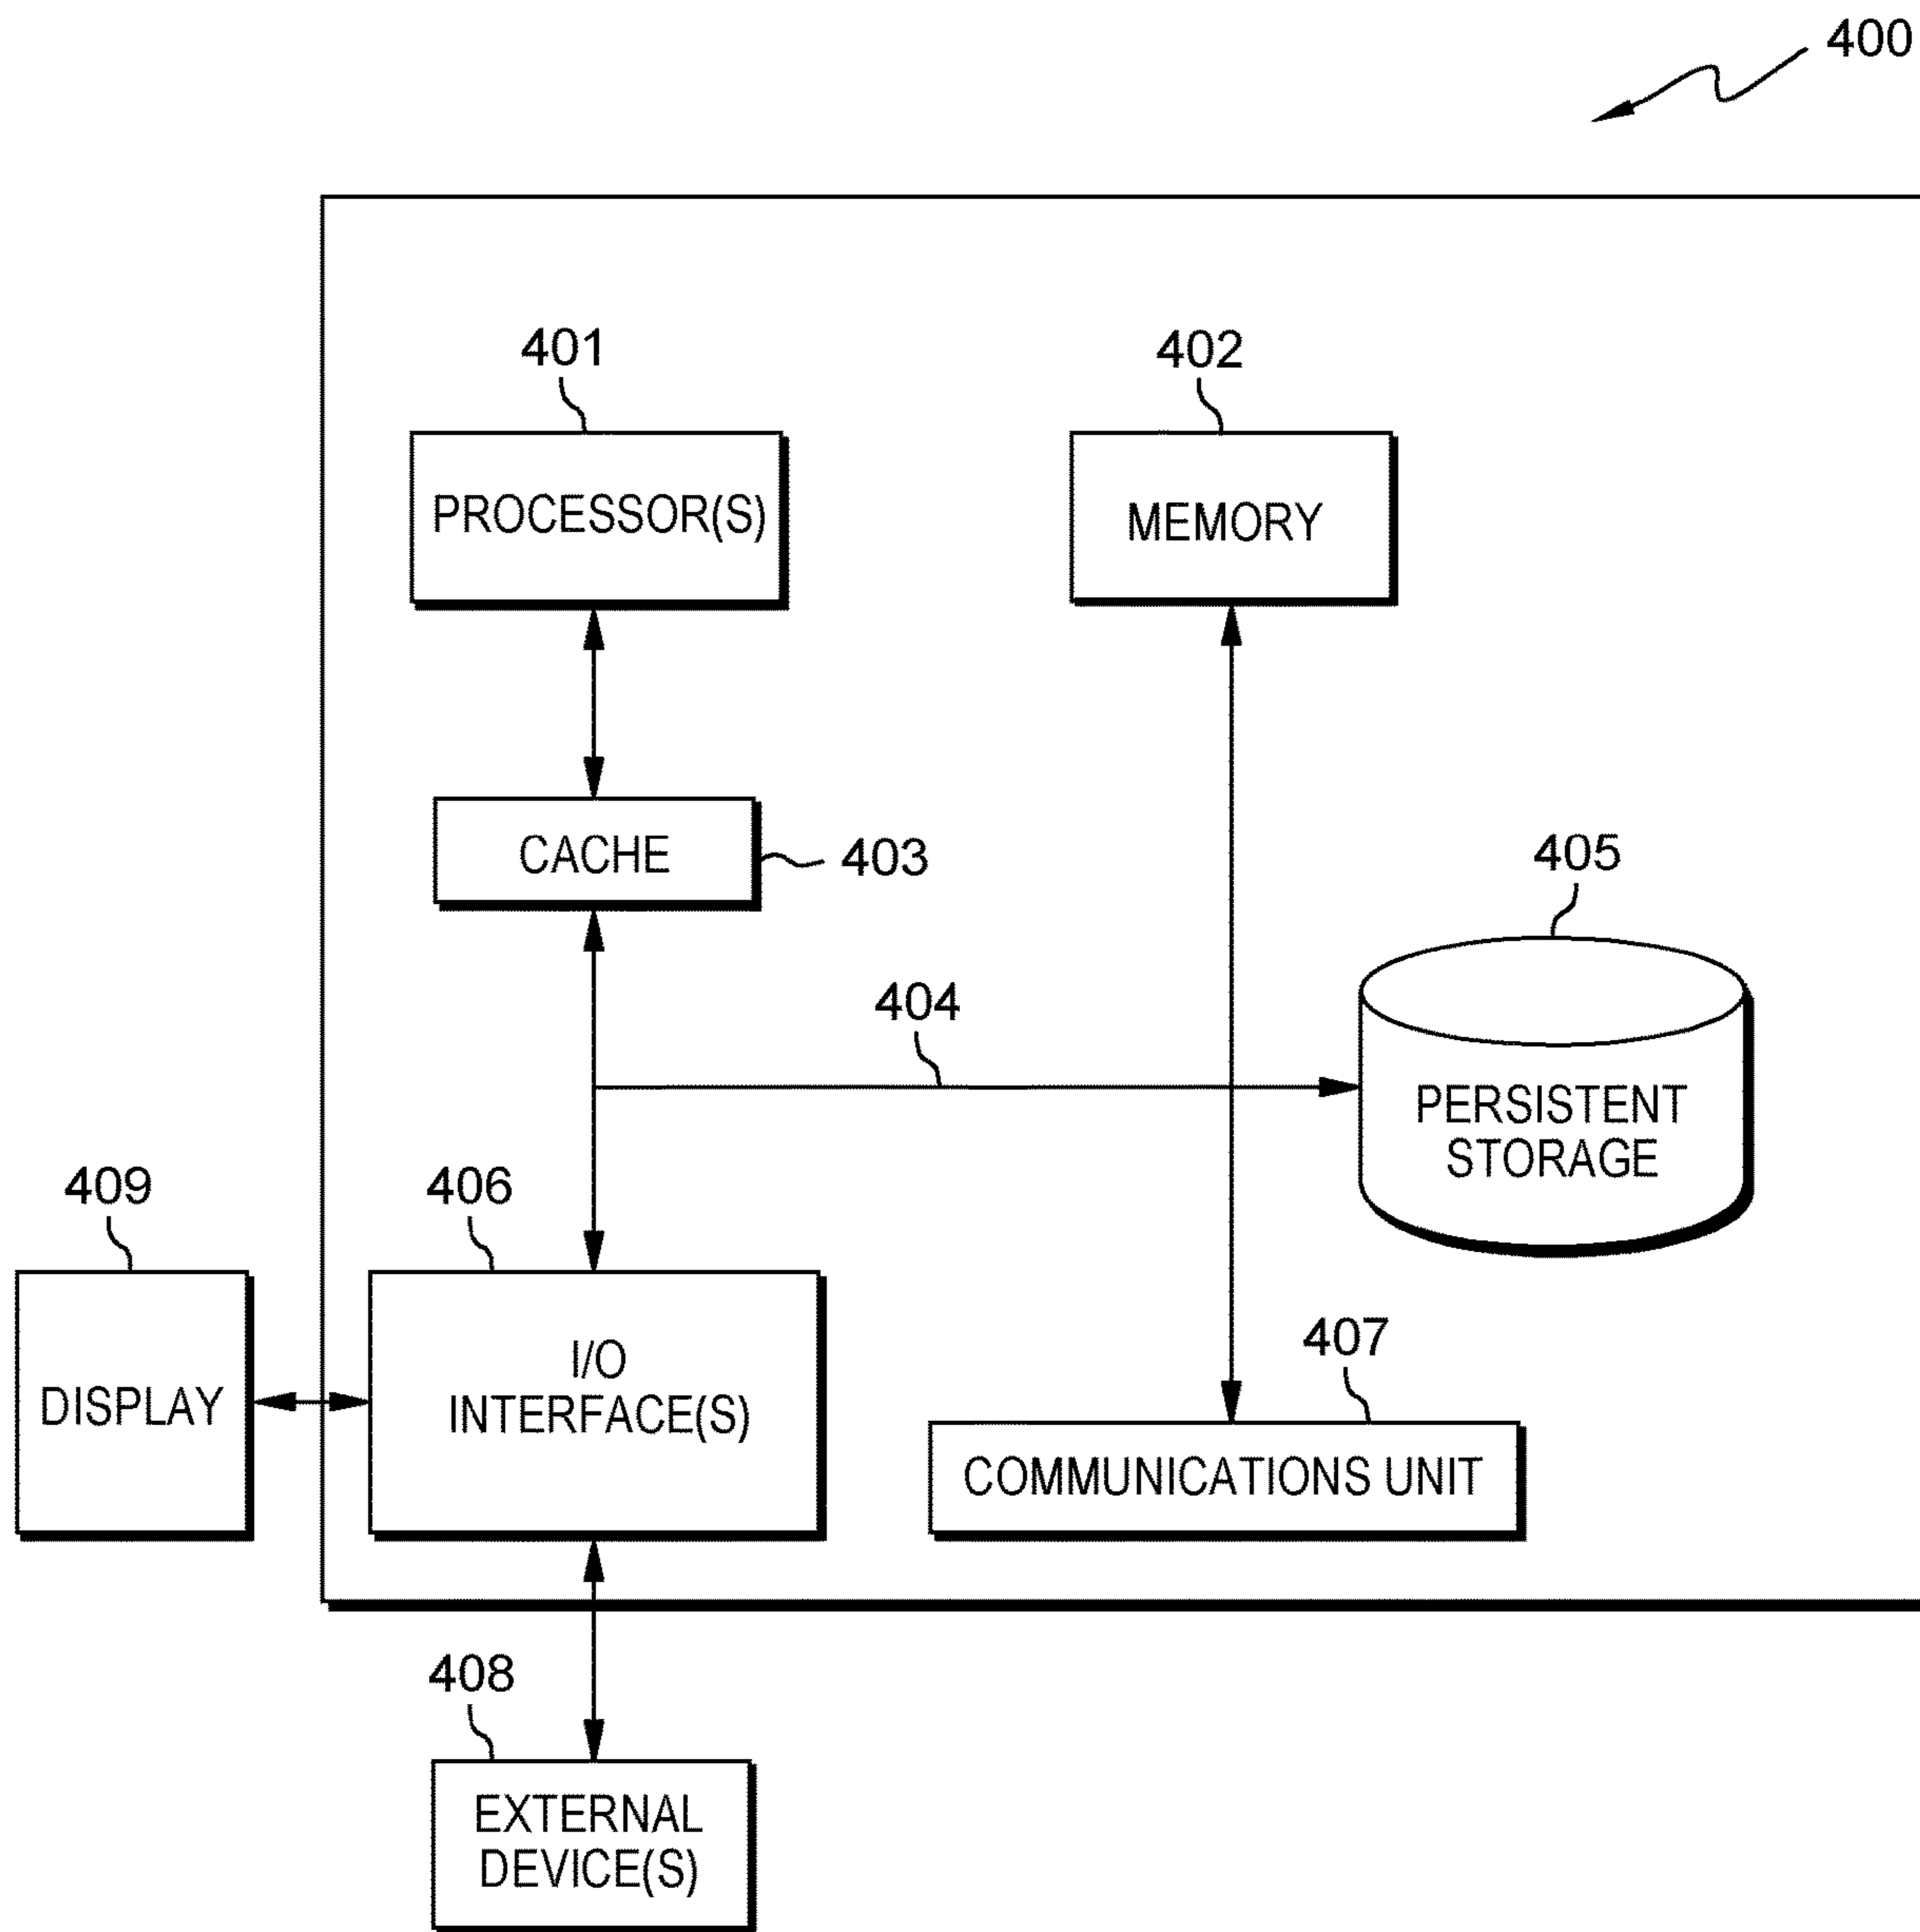 400
401
402
PROCESSOR(S)
MEMORY
CACHE
403
405
404
PERSISTENT
STORAGE
409
406
407
DISPLAY
I/O
INTERFACE(S)
COMMUNICATIONS UNIT
408
EXTERNAL
DEVICE(S)